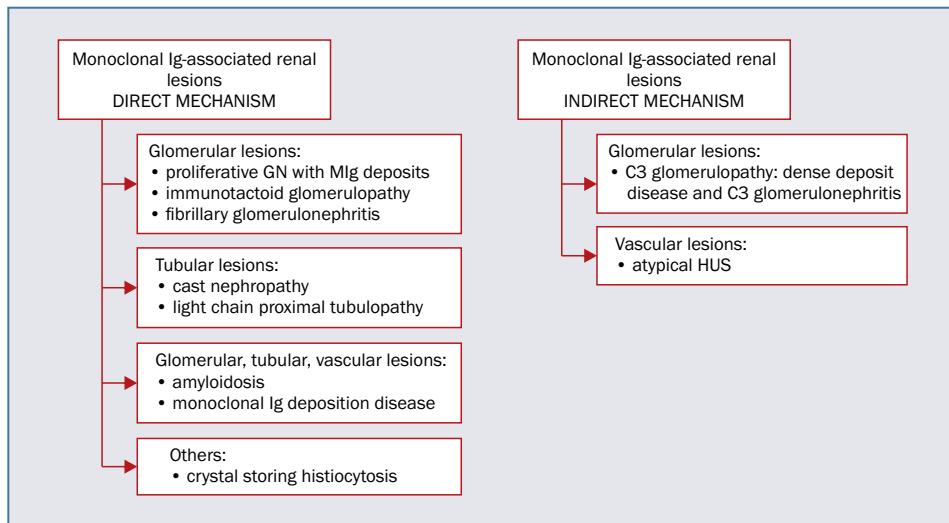 Monoclonal Ig-associated renal
lesions
DIRECT MECHANISM
Glomerular lesions:
• proliferative GN with MIg deposits
• immunotactoid glomerulopathy
• fibrillary glomerulonephritis
Tubular lesions:
• cast nephropathy
• light chain proximal tubulopathy
Glomerular, tubular, vascular lesions:
• amyloidosis
• monoclonal Ig deposition disease
Others:
• crystal storing histiocytosis
Monoclonal Ig-associated renal
lesions
INDIRECT MECHANISM
Glomerular lesions:
• C3 glomerulopathy: dense deposit
disease and C3 glomerulonephritis
Vascular lesions:
• atypical HUS